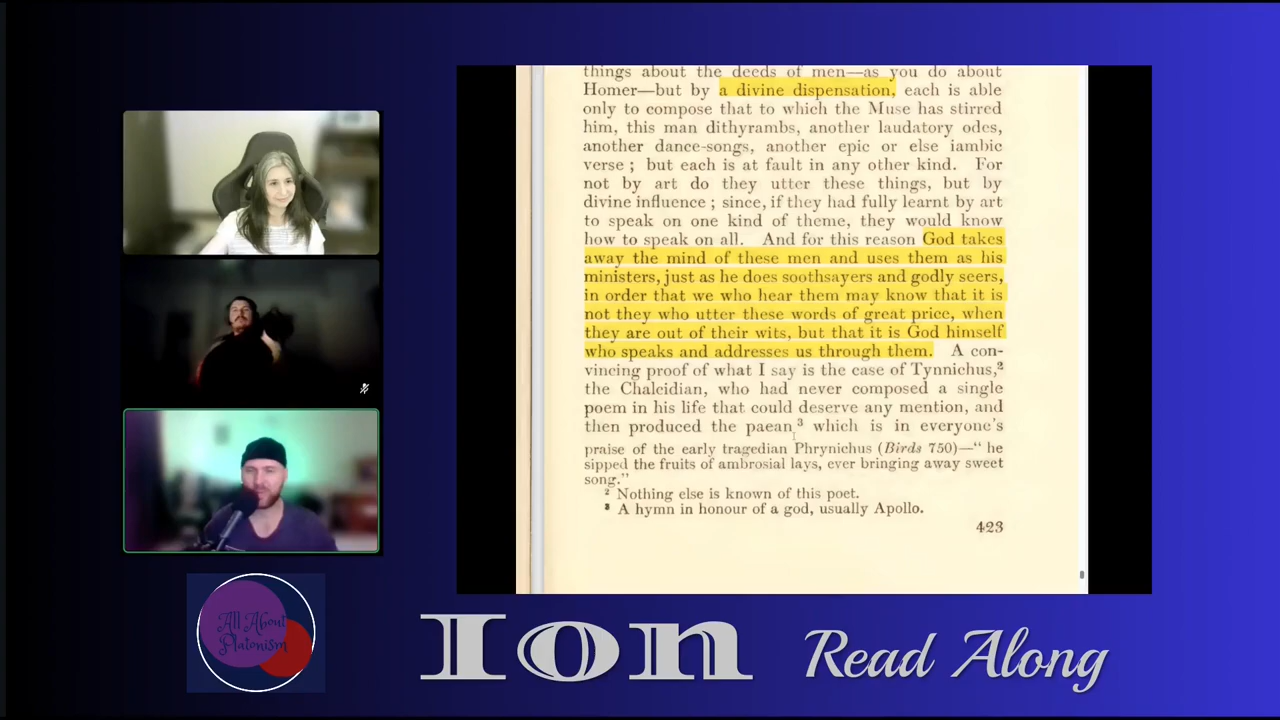 things about the deeds of men—as you do about
Homer—but by a divine dispensation, each is able
only to compose that to which the Muse has stirred
him, this man dithyrambs, another laudatory odes,
another dance-songs, another epic or else iambic
verse ; but each is at fault in any other kind. For
not by art do they utter these things, but by
divine influence ; since, if they had fully learnt by art
to speak on one kind of theme, they would know
how to speak on all. And for this reason God takes
away the mind of these men and uses them as his
ministers, just as he does soothsayers and godly seers,
in order that we who hear them may know that it is
not they who utter these words of great price, when
they are out of their wits, but that it is God himself
who speaks and addresses us through them. A con-
vincing proof of what I say is the case of Tynnichus,²
the Chalcidian, who had never composed a single
poem in his life that could deserve any mention, and
then produced the paean³ which is in everyone's
praise of the early tragedian Phrynichus (Birds 750)—“ he
sipped the fruits of ambrosial lays, ever bringing away sweet
song.”
² Nothing else is known of this poet.
³ A hymn in honour of a god, usually Apollo.
423
All About
Platonism
Ion Read Along